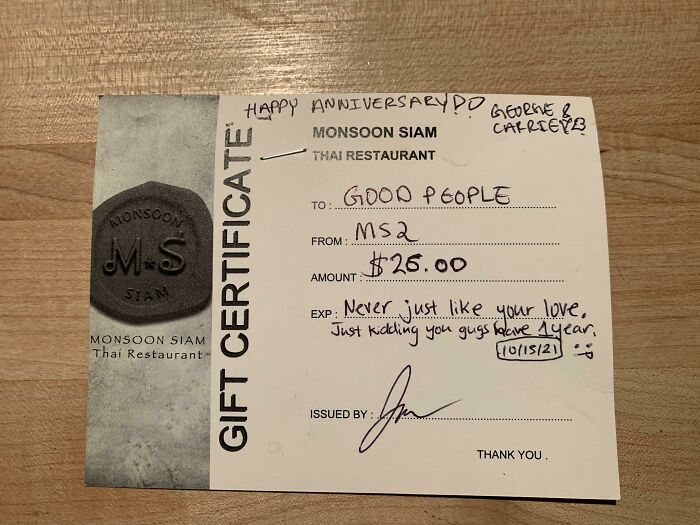 HAPPY ANNIVERSARY!!
GEORGE &
CARRIE
MONSOON SIAM
THAI RESTAURANT
GIFT CERTIFICATE
TO : GOOD PEOPLE
FROM : MS2
AMOUNT : $25.00
EXP : Never just like your love.
Just kidding you guys have 1 year.
10/15/21 :)
ISSUED BY :
THANK YOU .
MONSOON
M*S
SIAM
MONSOON SIAM
Thai Restaurant